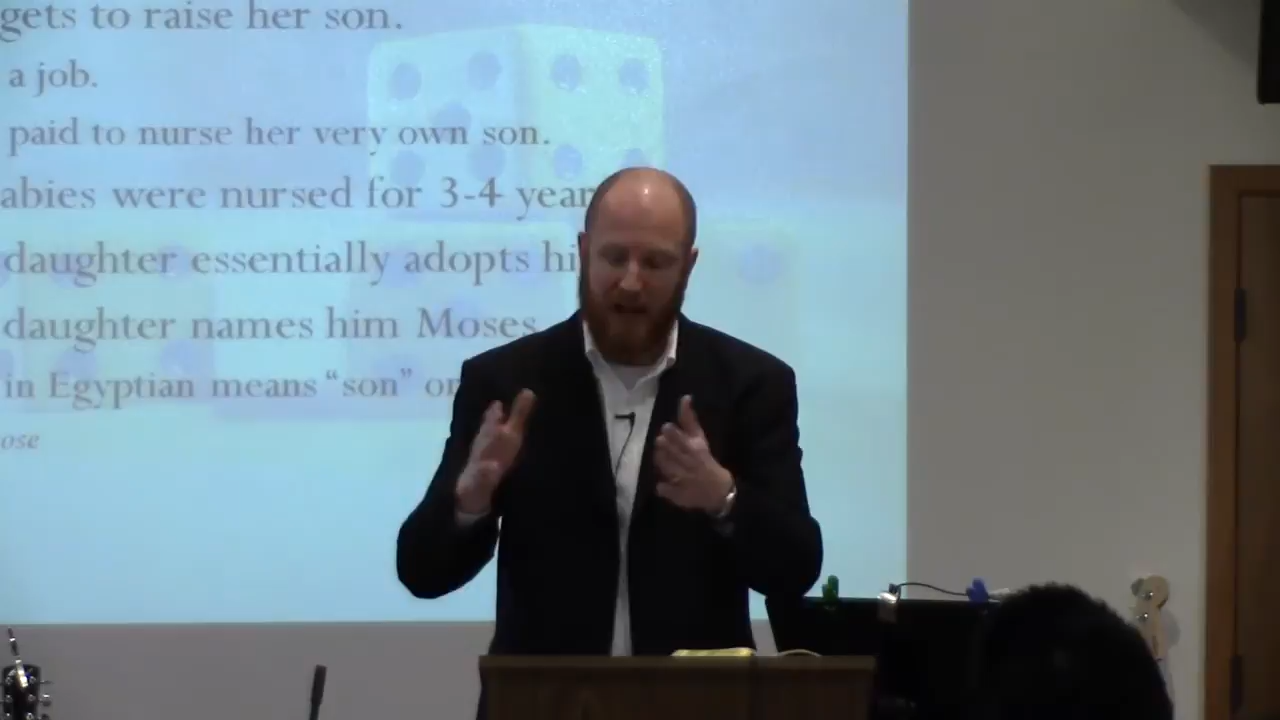 gets to raise her son.
a job.
paid to nurse her very own son.
abies were nursed for 3-4 year
daughter essentially adopts hi
daughter names him Moses
in Egyptian means “son” or
ose